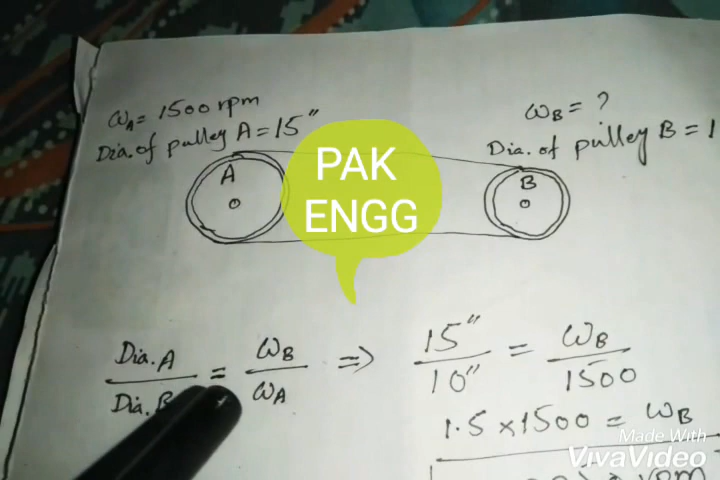 ωA = 1500 rpm
Dia. of pulley A = 15"
ωB = ?
Dia. of pulley B = 1
A
B
PAK
ENGG
Dia. A / Dia. B = ωB / ωA ⇒ 15" / 10" = ωB / 1500
1.5 × 1500 = ωB
Made With
VivaVideo
rpm